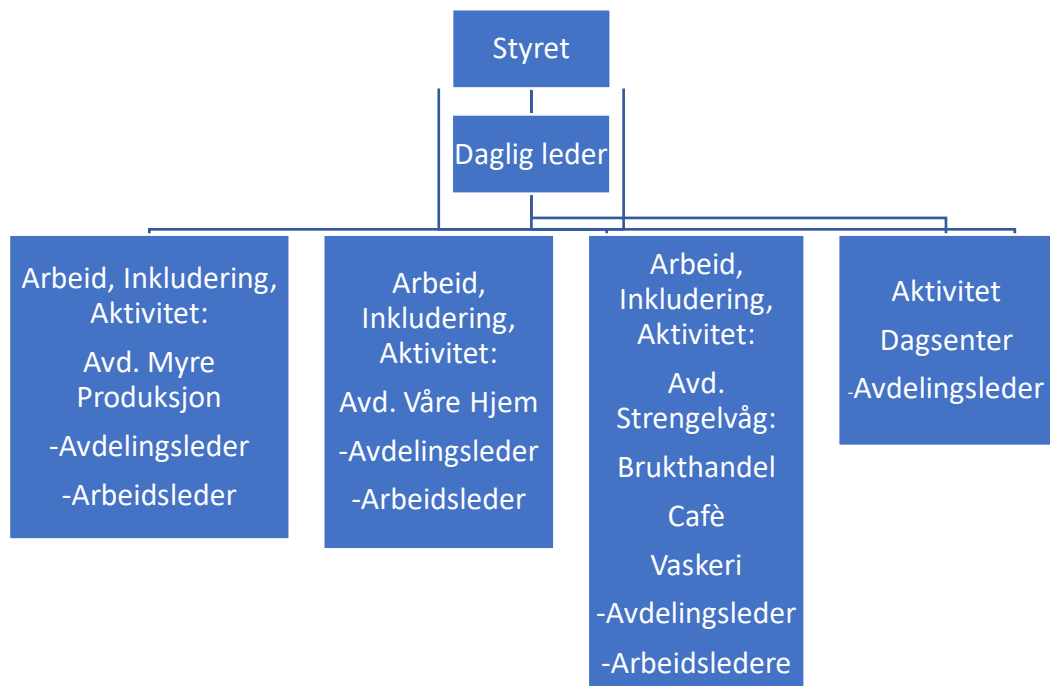 Styret
Daglig leder
Arbeid, Inkludering,
Aktivitet:
Avd. Myre
Produksjon
-Avdelingsleder
-Arbeidsleder
Arbeid,
Inkludering,
Aktivitet:
Avd. Våre Hjem
-Avdelingsleder
-Arbeidsleder
Arbeid,
Inkludering,
Aktivitet:
Avd.
Strengelvåg:
Brukthandel
Cafè
Vaskeri
-Avdelingsleder
-Arbeidsledere
Aktivitet
Dagsenter
-Avdelingsleder